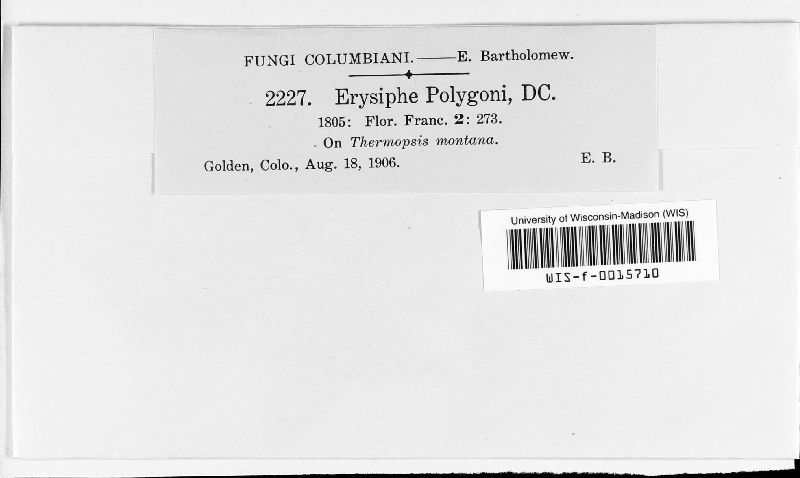 FUNGI COLUMBIANI.——E. Bartholomew.
2227. Erysiphe Polygoni, DC.
1805: Flor. Franc. 2: 273.
On Thermopsis montana.
Golden, Colo., Aug. 18, 1906. E. B.
University of Wisconsin-Madison (WIS)
WIS-f-0015710